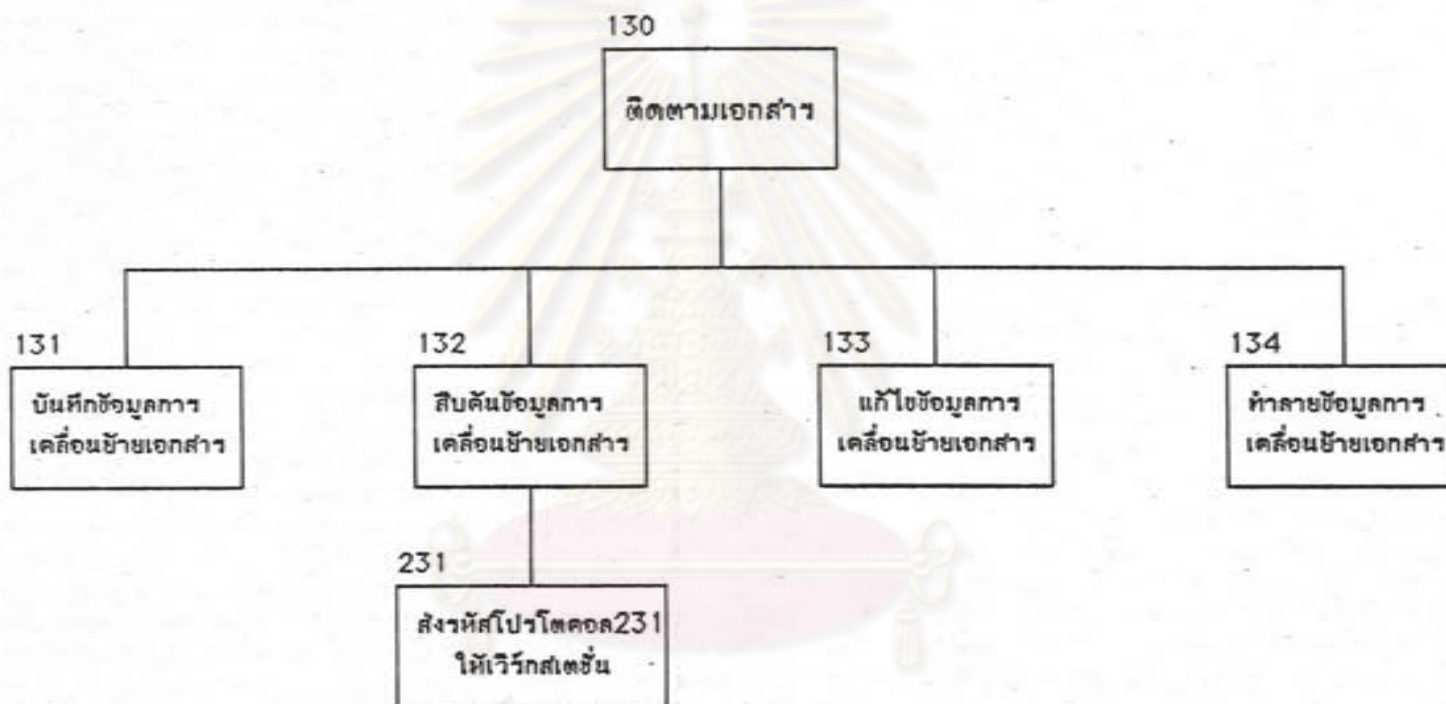 130
ติดตามเอกสาร
131
บันทึกข้อมูลการ
เคลื่อนย้ายเอกสาร
132
สืบค้นข้อมูลการ
เคลื่อนย้ายเอกสาร
133
แก้ไขข้อมูลการ
เคลื่อนย้ายเอกสาร
134
ทำลายข้อมูลการ
เคลื่อนย้ายเอกสาร
231
ส่งรหัสโปรโตคอล231
ให้เวิร์กสเตชั่น